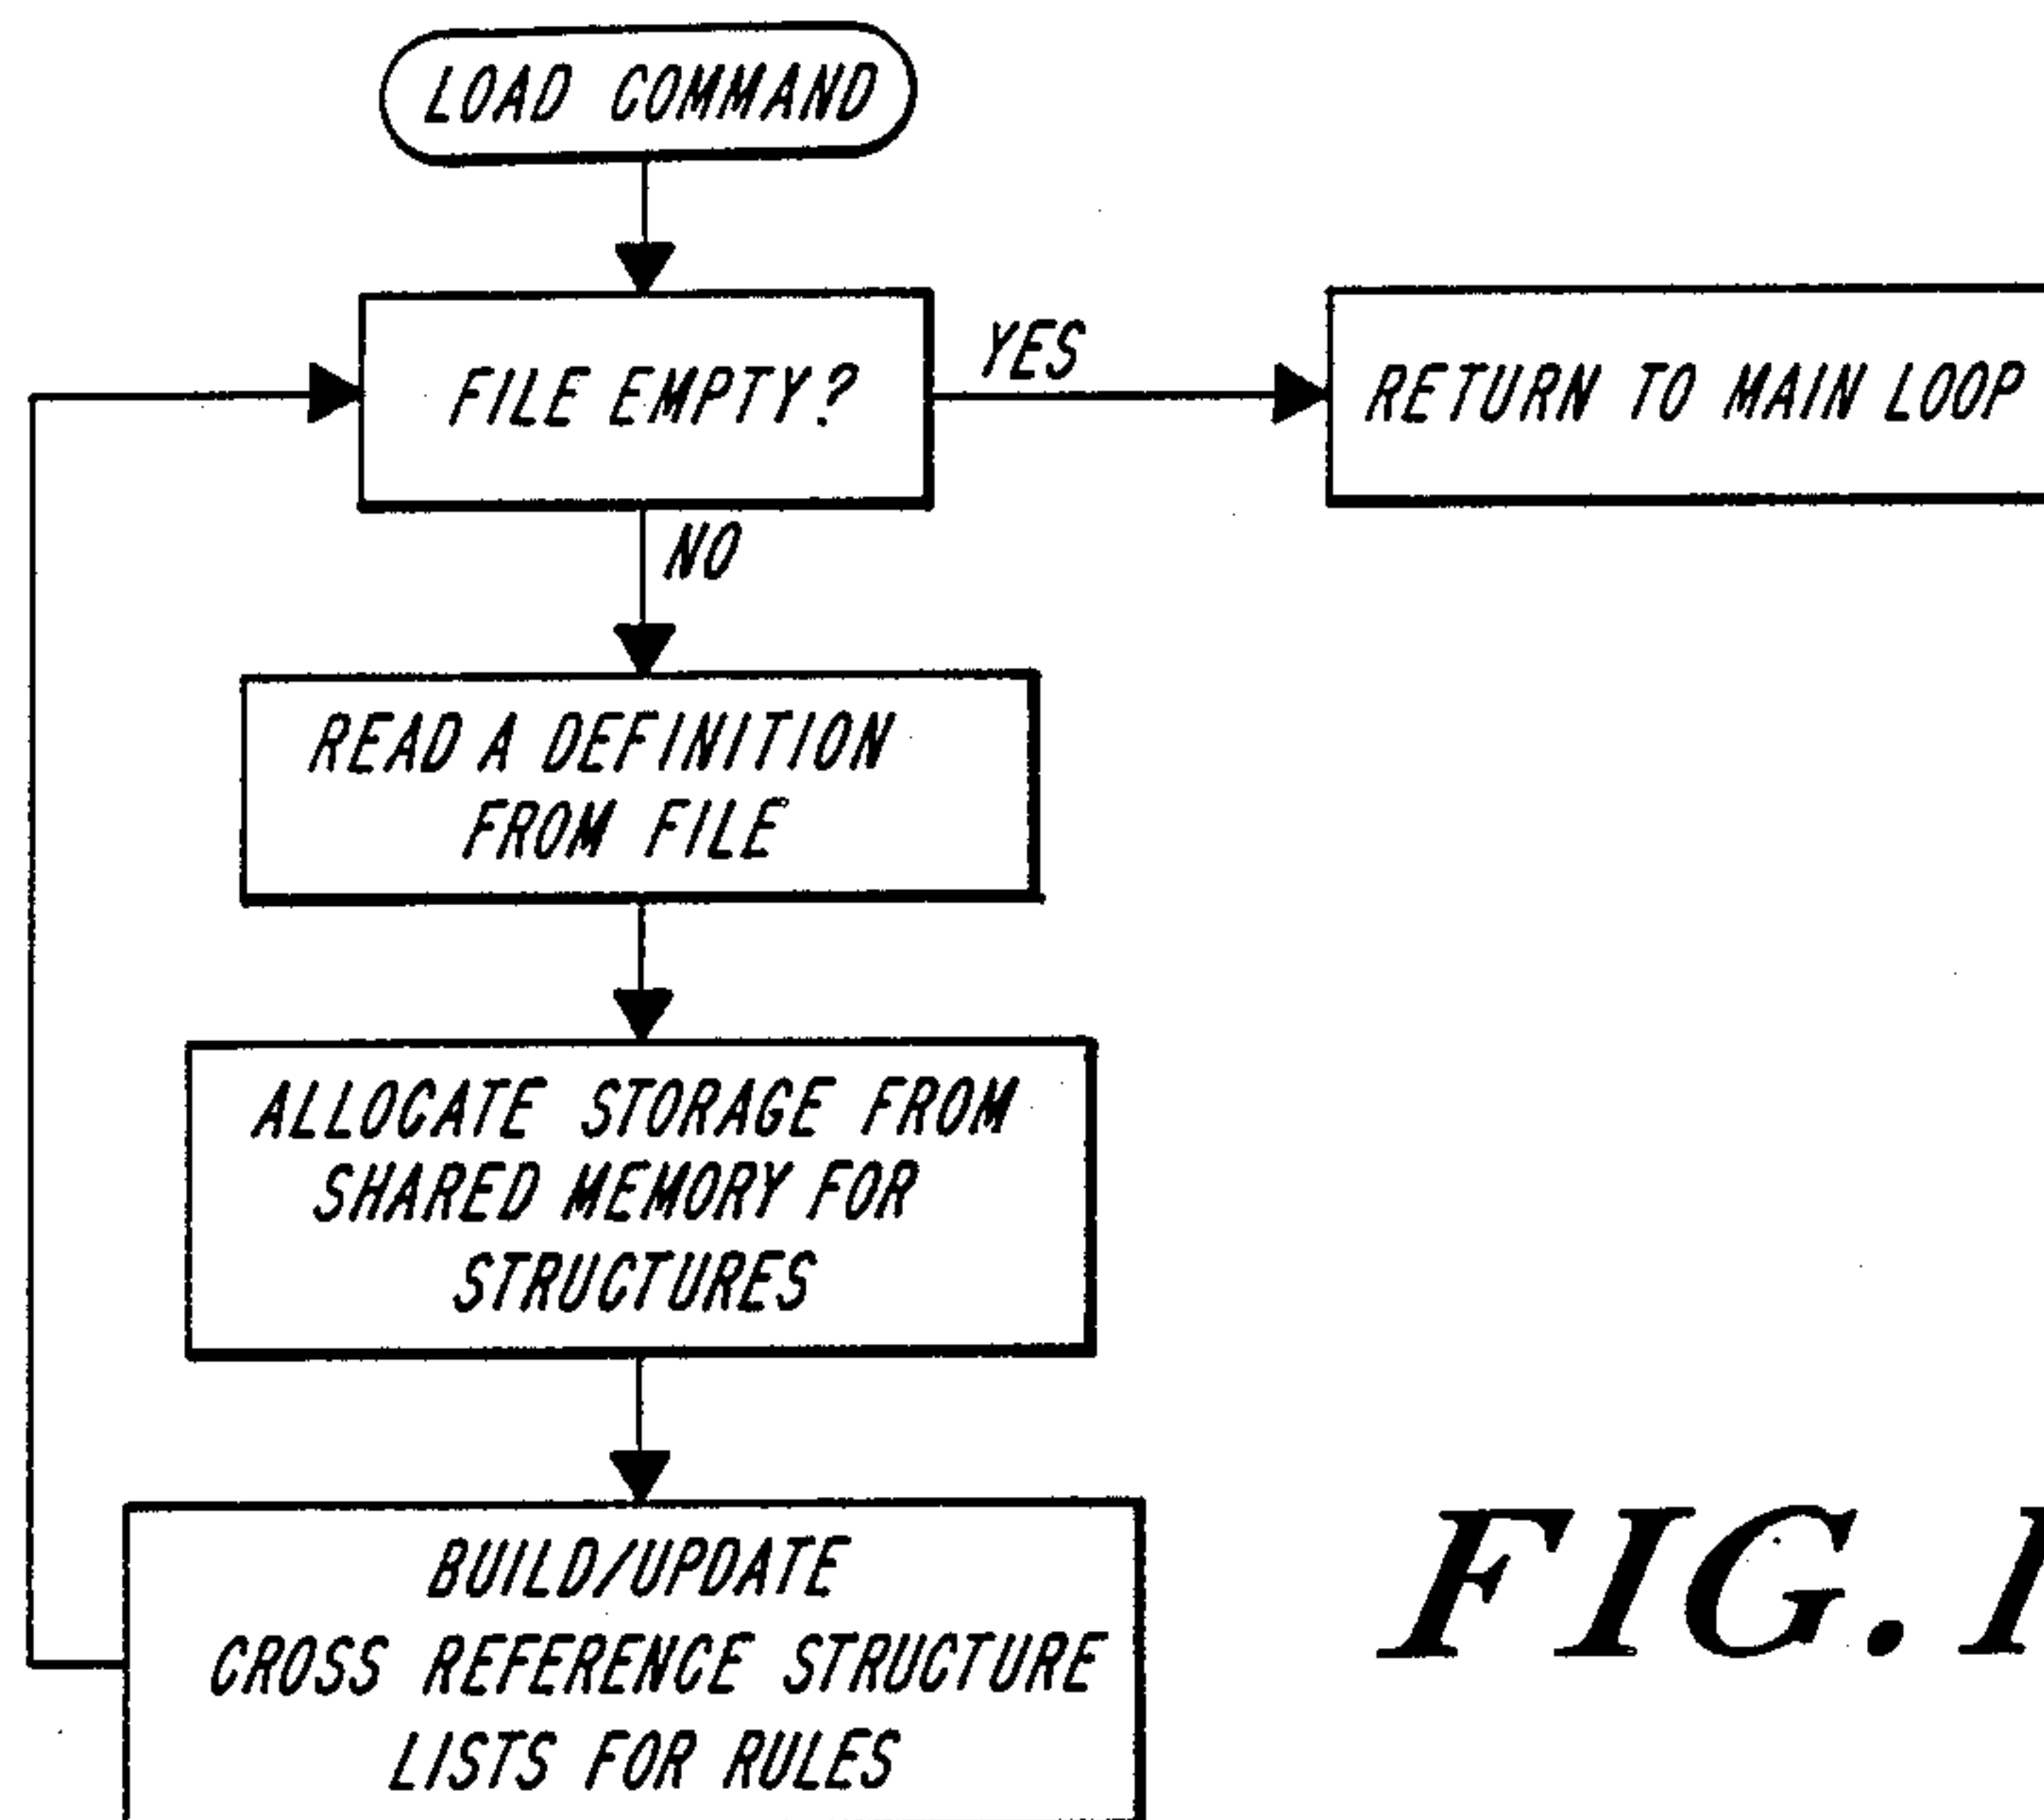 LOAD COMMAND
FILE EMPTY?
YES
RETURN TO MAIN LOOP
NO
READ A DEFINITION
FROM FILE
ALLOCATE STORAGE FROM
SHARED MEMORY FOR
STRUCTURES
BUILD/UPDATE
CROSS REFERENCE STRUCTURE
LISTS FOR RULES
FIG.